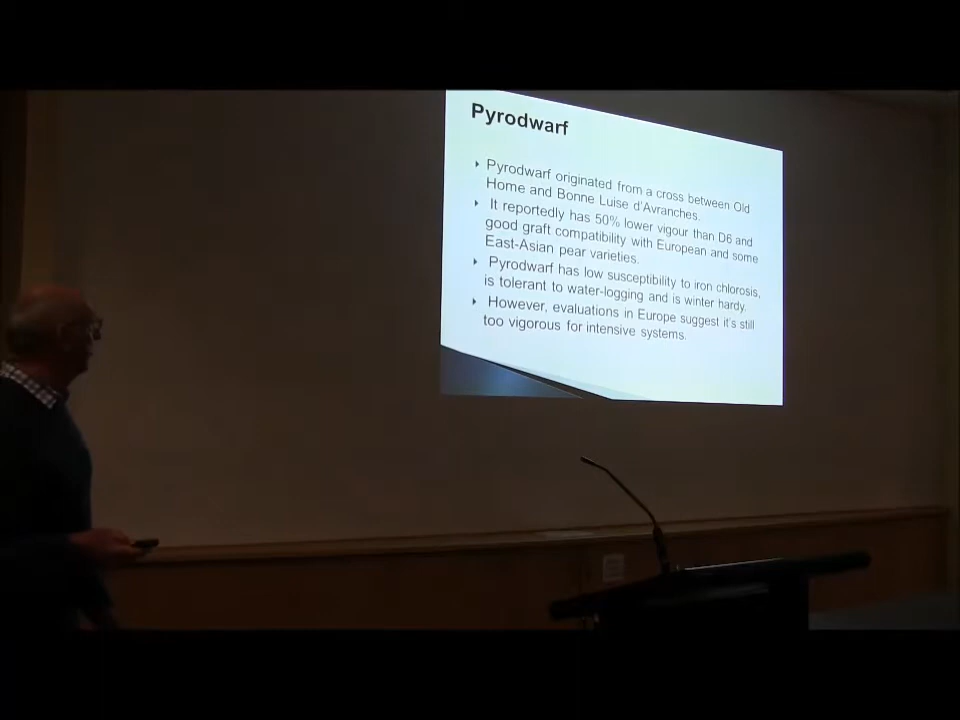 Pyrodwarf
Pyrodwarf originated from a cross between Old
Home and Bonne Luise d'Avranches.
It reportedly has 50% lower vigour than D6 and
good graft compatibility with European and some
East-Asian pear varieties.
Pyrodwarf has low susceptibility to iron chlorosis,
is tolerant to water-logging and is winter hardy.
However, evaluations in Europe suggest it's still
too vigorous for intensive systems.